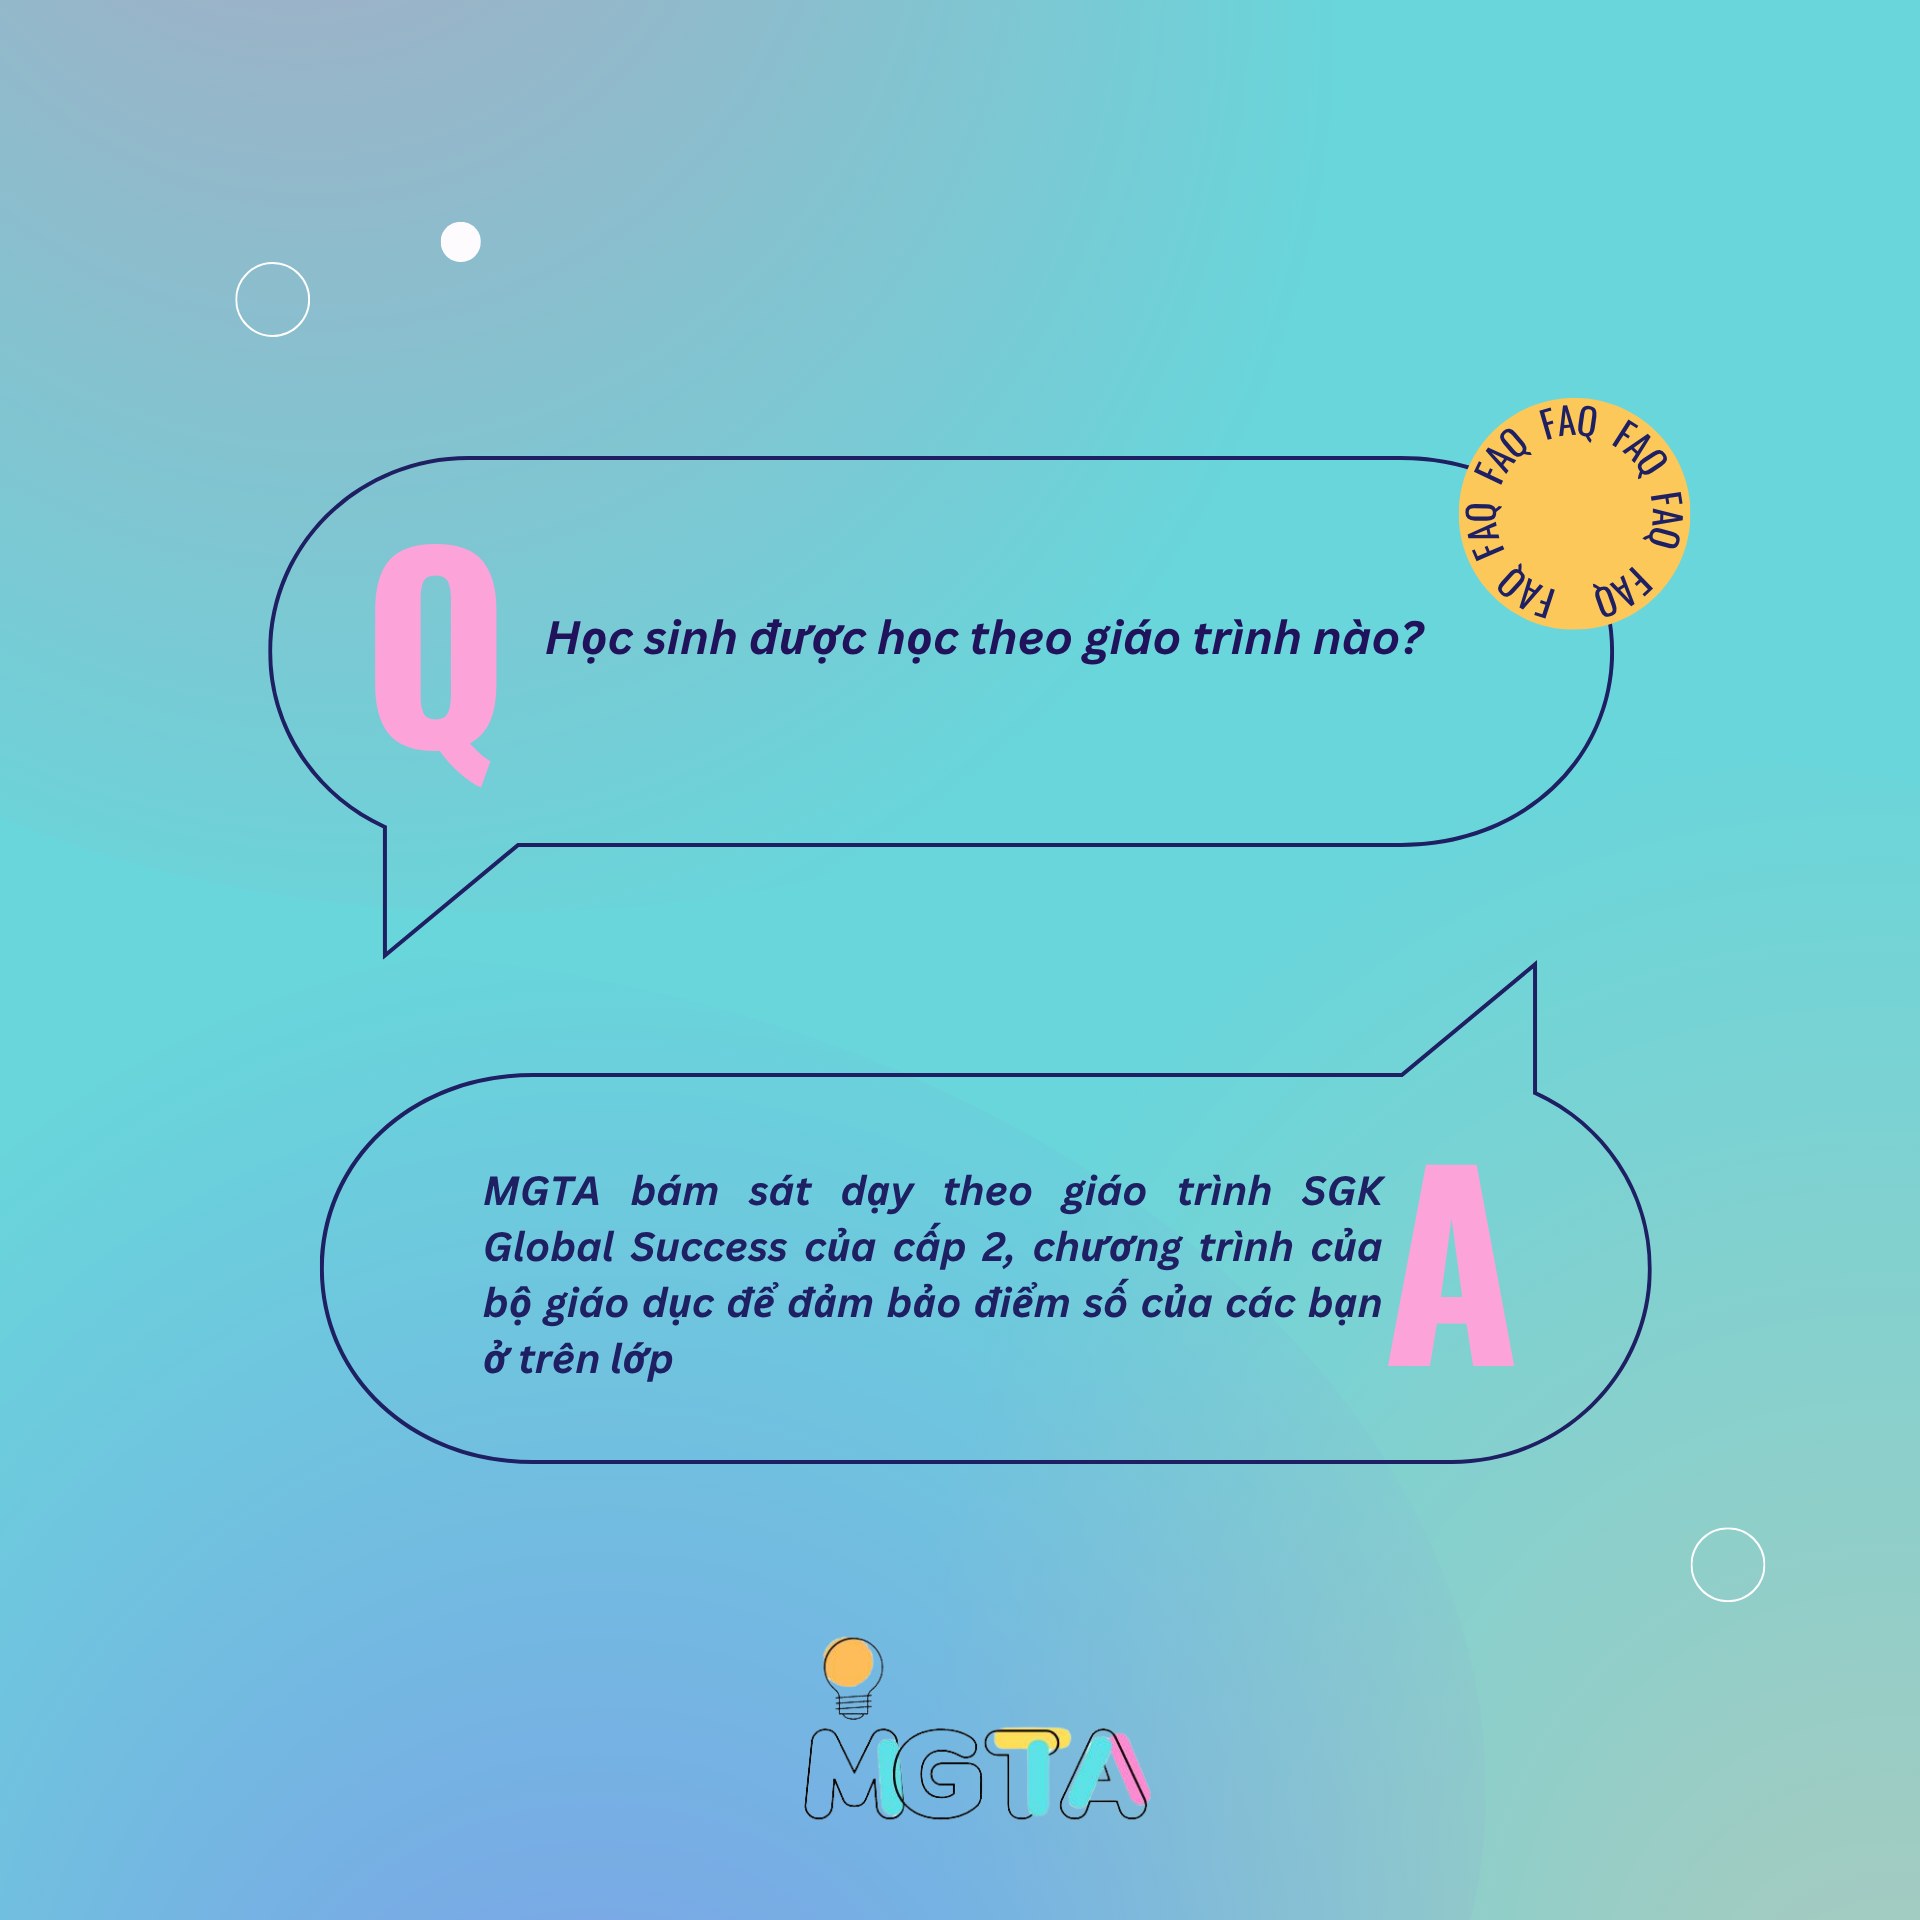 FAQ FAQ FAQ FAQ FAQ FAQ FAQ
Q
Học sinh được học theo giáo trình nào?
MGTA bám sát dạy theo giáo trình SGK
Global Success của cấp 2, chương trình của
bộ giáo dục để đảm bảo điểm số của các bạn
ở trên lớp
A
MGTA